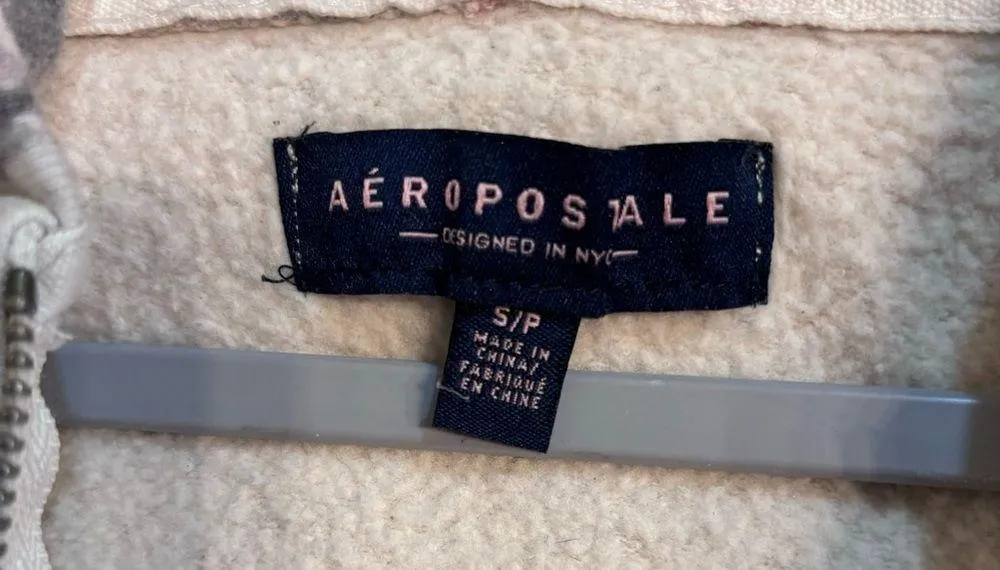 AÉROPOSTALE
DESIGNED IN NYC
S/P
MADE IN
CHINA/
FABRIQUÉ
EN CHINE